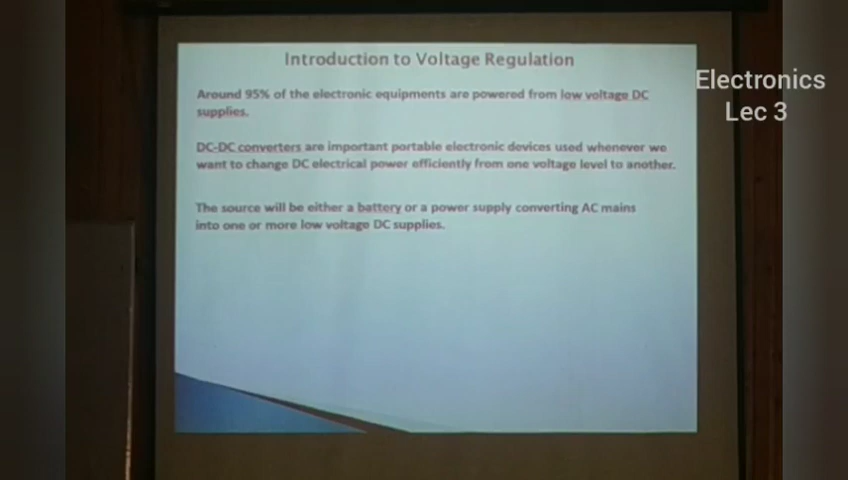 Introduction to Voltage Regulation
Around 95% of the electronic equipments are powered from low voltage DC
supplies.
DC-DC converters are important portable electronic devices used whenever we
want to change DC electrical power efficiently from one voltage level to another.
The source will be either a battery or a power supply converting AC mains
into one or more low voltage DC supplies.
Electronics
Lec 3